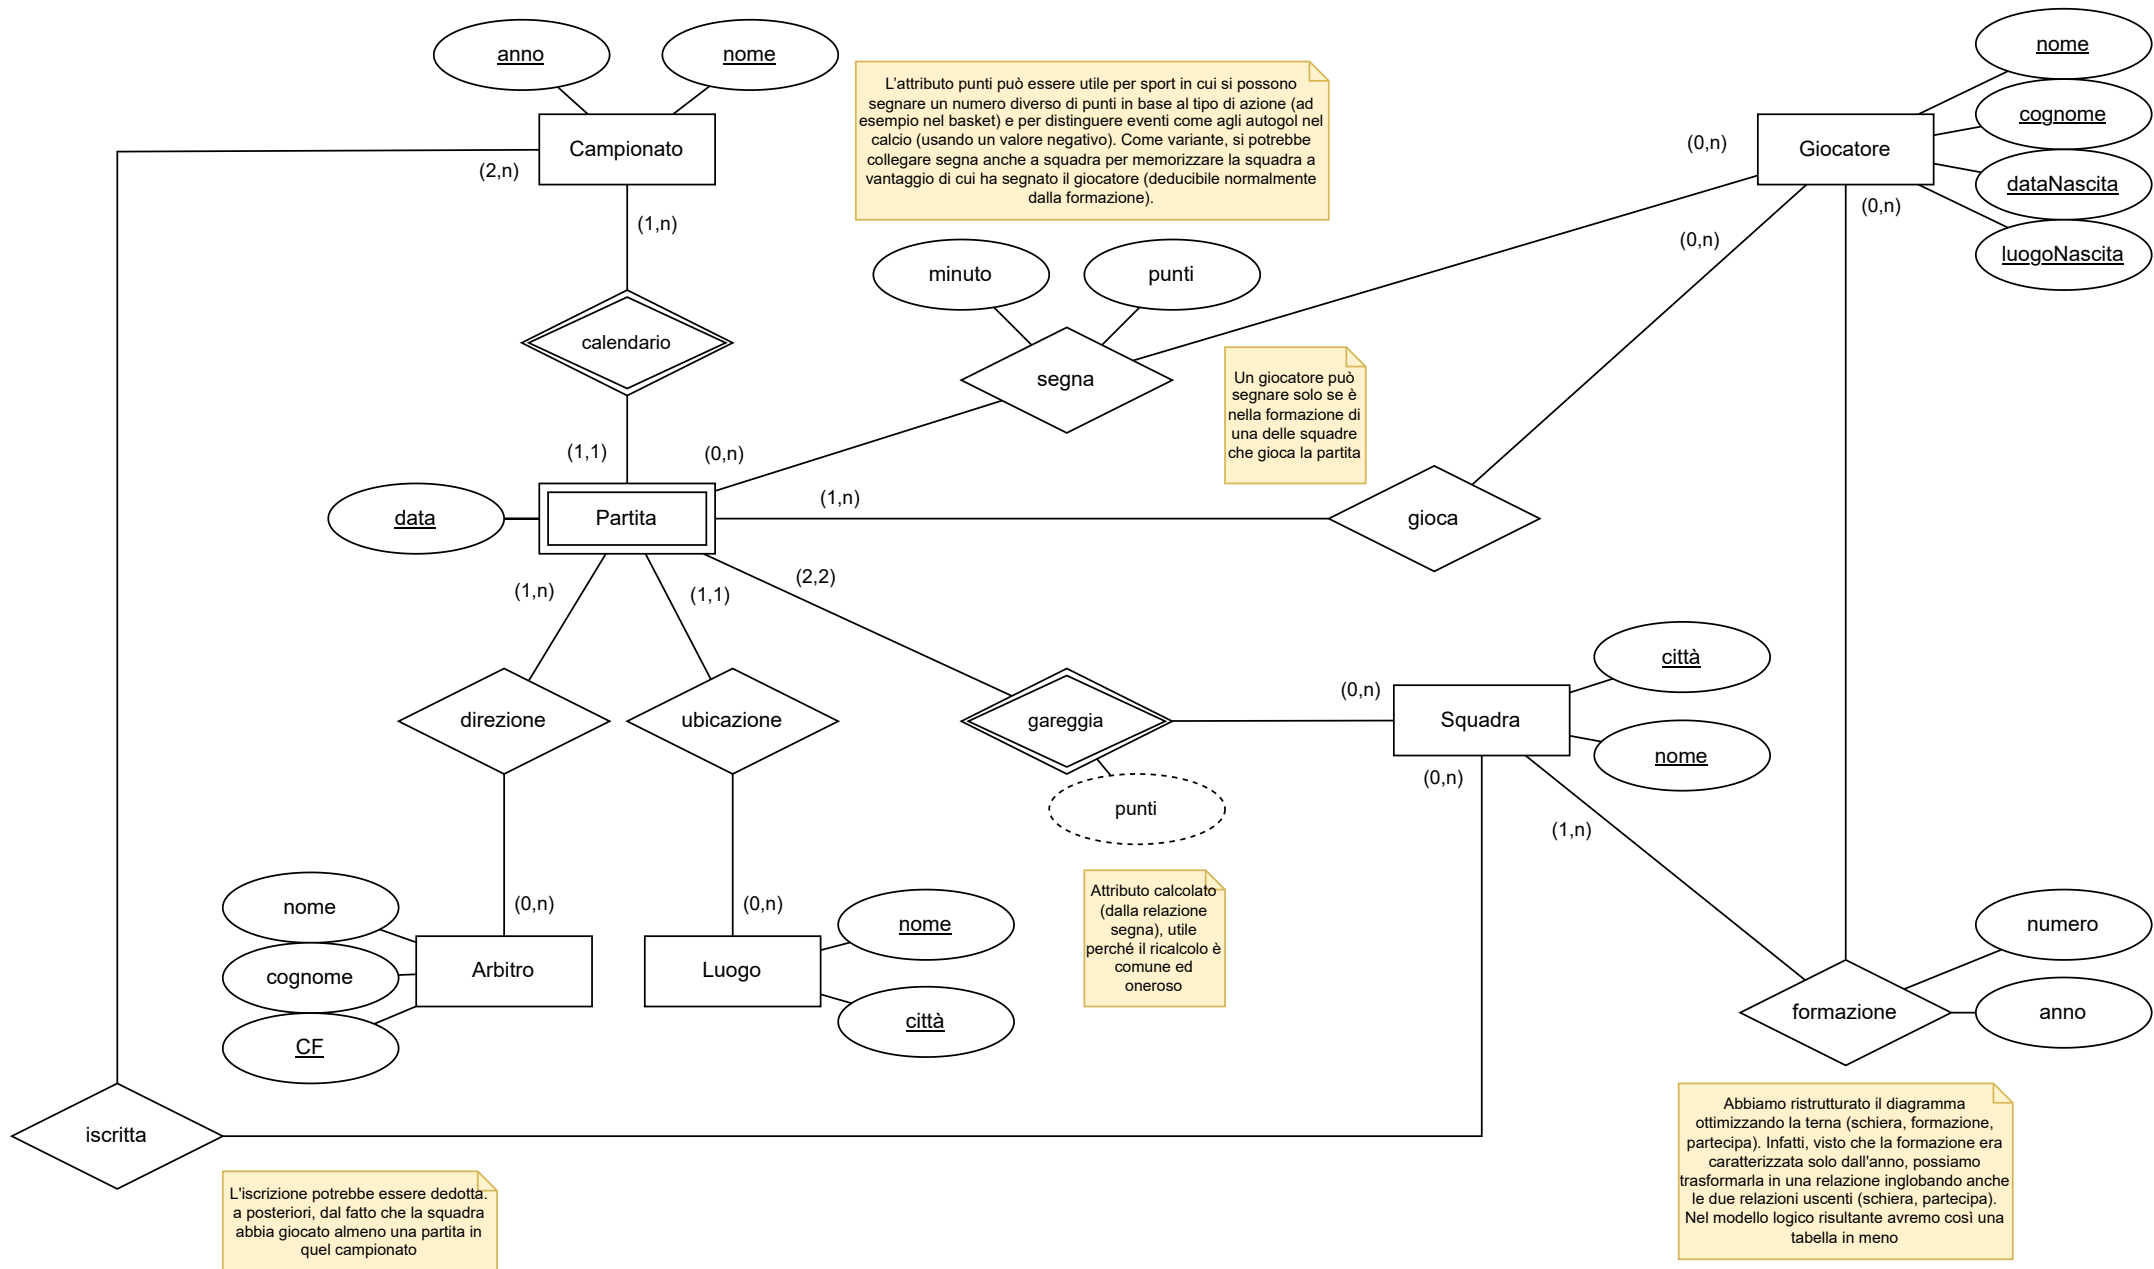 anno
nome
Campionato
(2,n)
(1,n)
L'attributo punti può essere utile per sport in cui si possono
segnare un numero diverso di punti in base al tipo di azione (ad
esempio nel basket) e per distinguere eventi come agli autogol nel
calcio (usando un valore negativo). Come variante, si potrebbe
collegare segna anche a squadra per memorizzare la squadra a
vantaggio di cui ha segnato il giocatore (deducibile normalmente
dalla formazione).
nome
cognome
dataNascita
luogoNascita
Giocatore
(0,n)
(0,n)
(0,n)
calendario
minuto
punti
segna
Un giocatore può
segnare solo se è
nella formazione di
una delle squadre
che gioca la partita
(1,1)
(0,n)
(1,n)
data
Partita
gioca
(1,n)
(1,1)
(2,2)
direzione
ubicazione
gareggia
punti
(0,n)
Squadra
città
nome
(0,n)
(1,n)
Attributo calcolato
(dalla relazione
segna), utile
perché il ricalcolo è
comune ed
oneroso
nome
cognome
CF
(0,n)
Arbitro
(0,n)
Luogo
nome
città
numero
anno
formazione
iscritta
L'iscrizione potrebbe essere dedotta.
a posteriori, dal fatto che la squadra
abbia giocato almeno una partita in
quel campionato
Abbiamo ristrutturato il diagramma
ottimizzando la terna (schiera, formazione,
partecipa). Infatti, visto che la formazione era
caratterizzata solo dall'anno, possiamo
trasformarla in una relazione inglobando anche
le due relazioni uscenti (schiera, partecipa).
Nel modello logico risultante avremo così una
tabella in meno